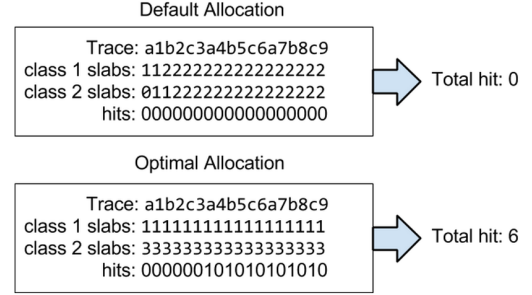 Default Allocation
Trace: a1b2c3a4b5c6a7b8c9
class 1 slabs: 112222222222222222
class 2 slabs: 011222222222222222
hits: 000000000000000000
Total hit: 0
Optimal Allocation
Trace: a1b2c3a4b5c6a7b8c9
class 1 slabs: 111111111111111111
class 2 slabs: 333333333333333333
hits: 000000101010101010
Total hit: 6